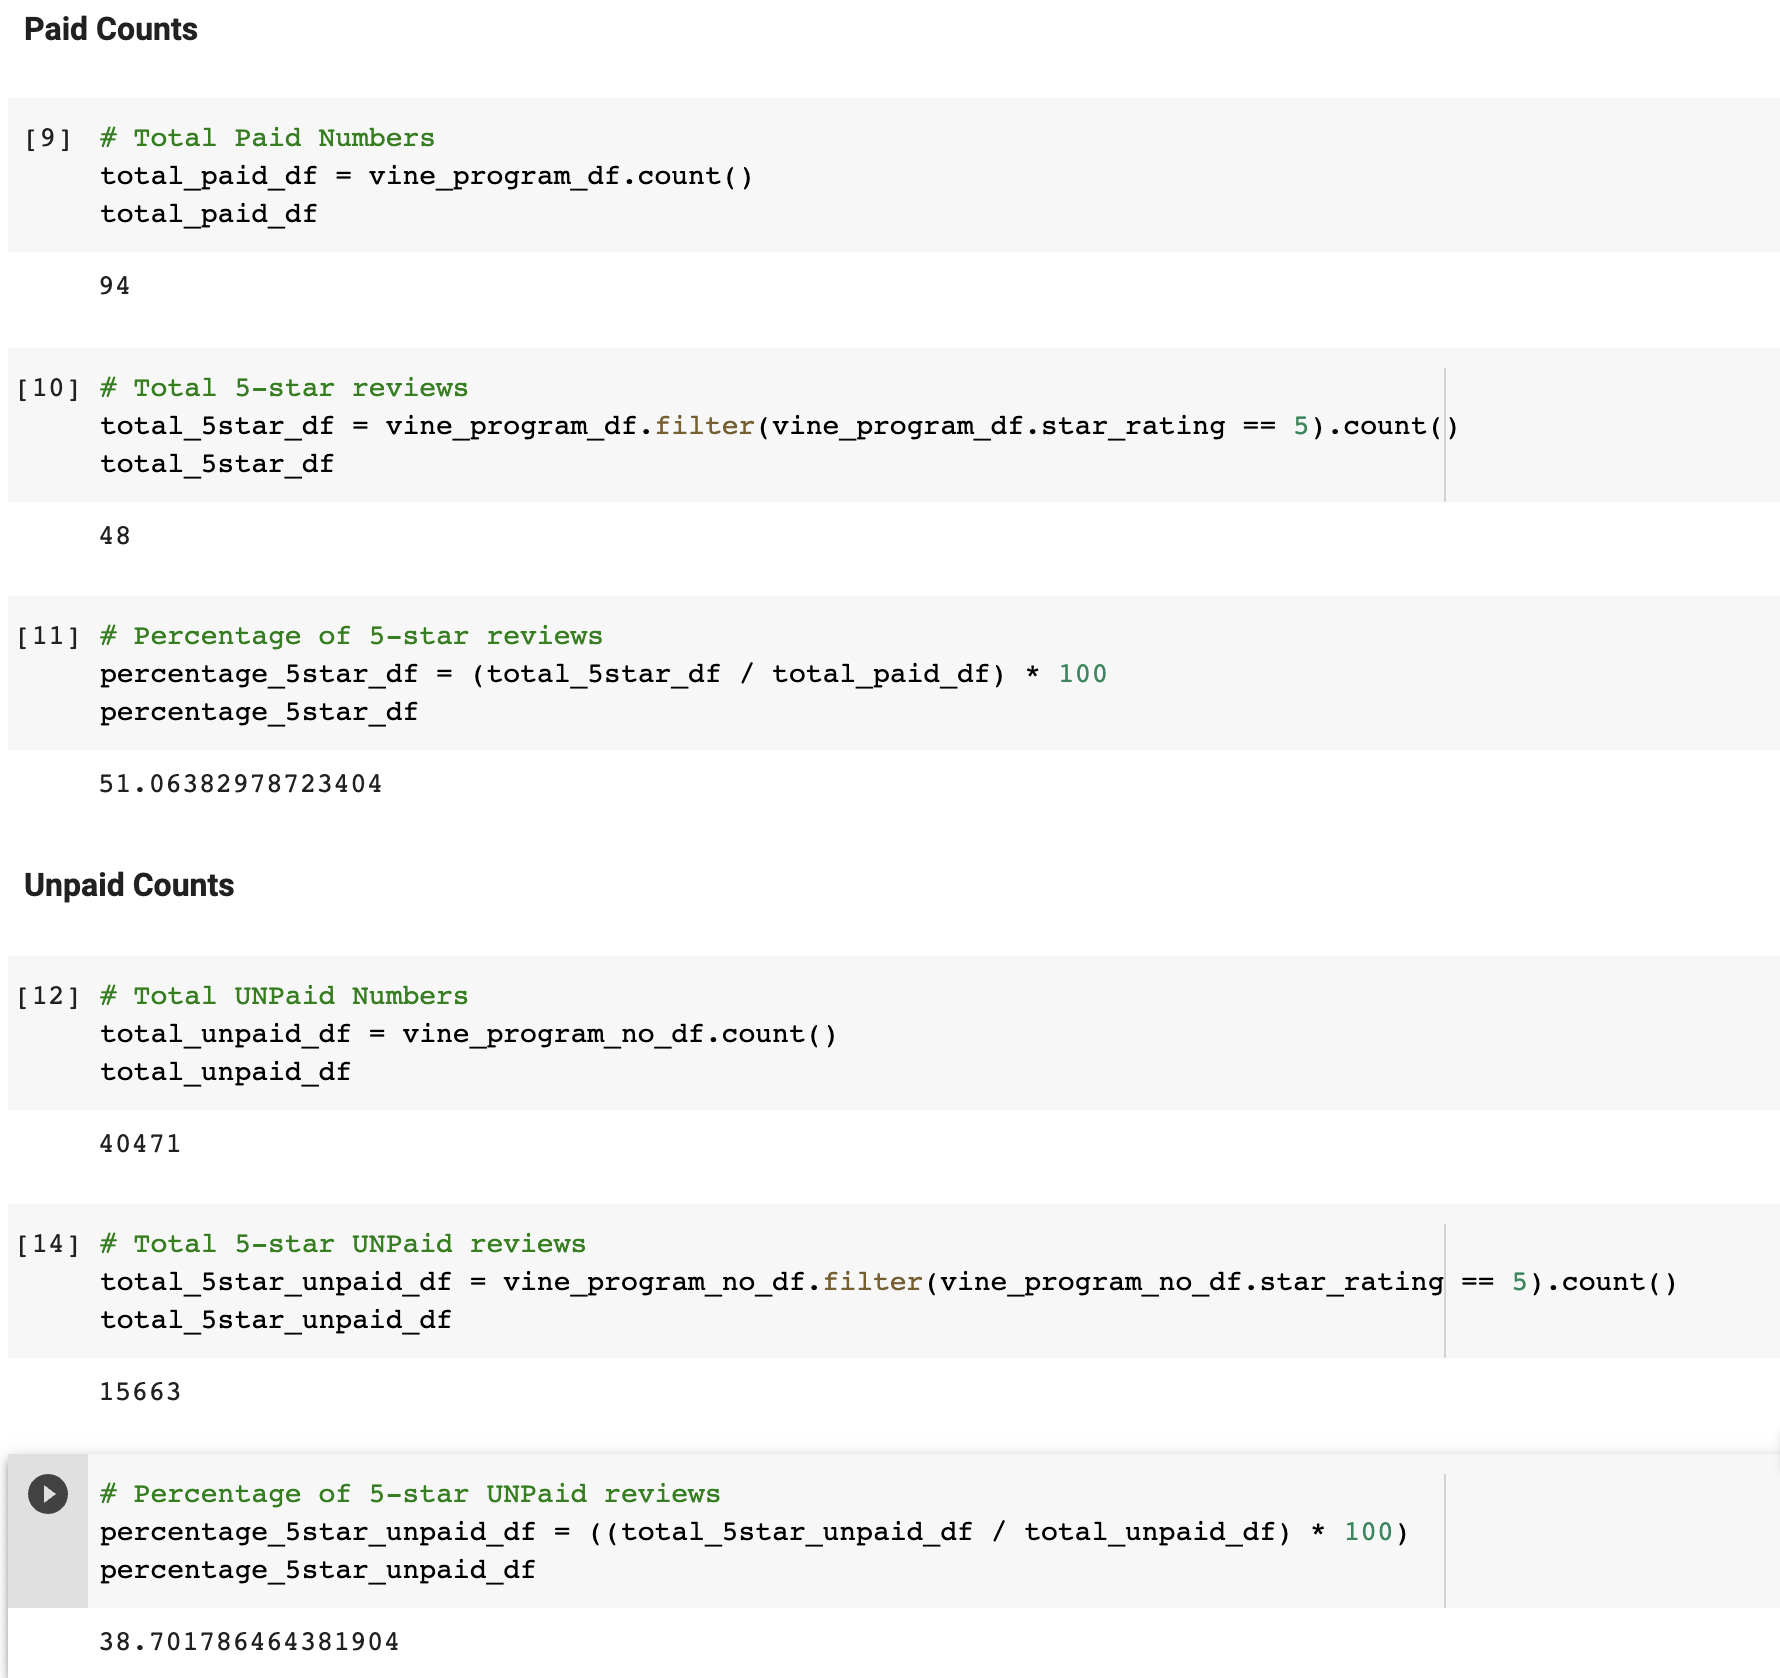 Paid Counts
[9] # Total Paid Numbers
total_paid_df = vine_program_df.count()
total_paid_df
94
[10] # Total 5-star reviews
total_5star_df = vine_program_df.filter(vine_program_df.star_rating == 5).count()
total_5star_df
48
[11] # Percentage of 5-star reviews
percentage_5star_df = (total_5star_df / total_paid_df) * 100
percentage_5star_df
51.06382978723404
Unpaid Counts
[12] # Total UNPaid Numbers
total_unpaid_df = vine_program_no_df.count()
total_unpaid_df
40471
[14] # Total 5-star UNPaid reviews
total_5star_unpaid_df = vine_program_no_df.filter(vine_program_no_df.star_rating == 5).count()
total_5star_unpaid_df
15663
# Percentage of 5-star UNPaid reviews
percentage_5star_unpaid_df = ((total_5star_unpaid_df / total_unpaid_df) * 100)
percentage_5star_unpaid_df
38.701786464381904